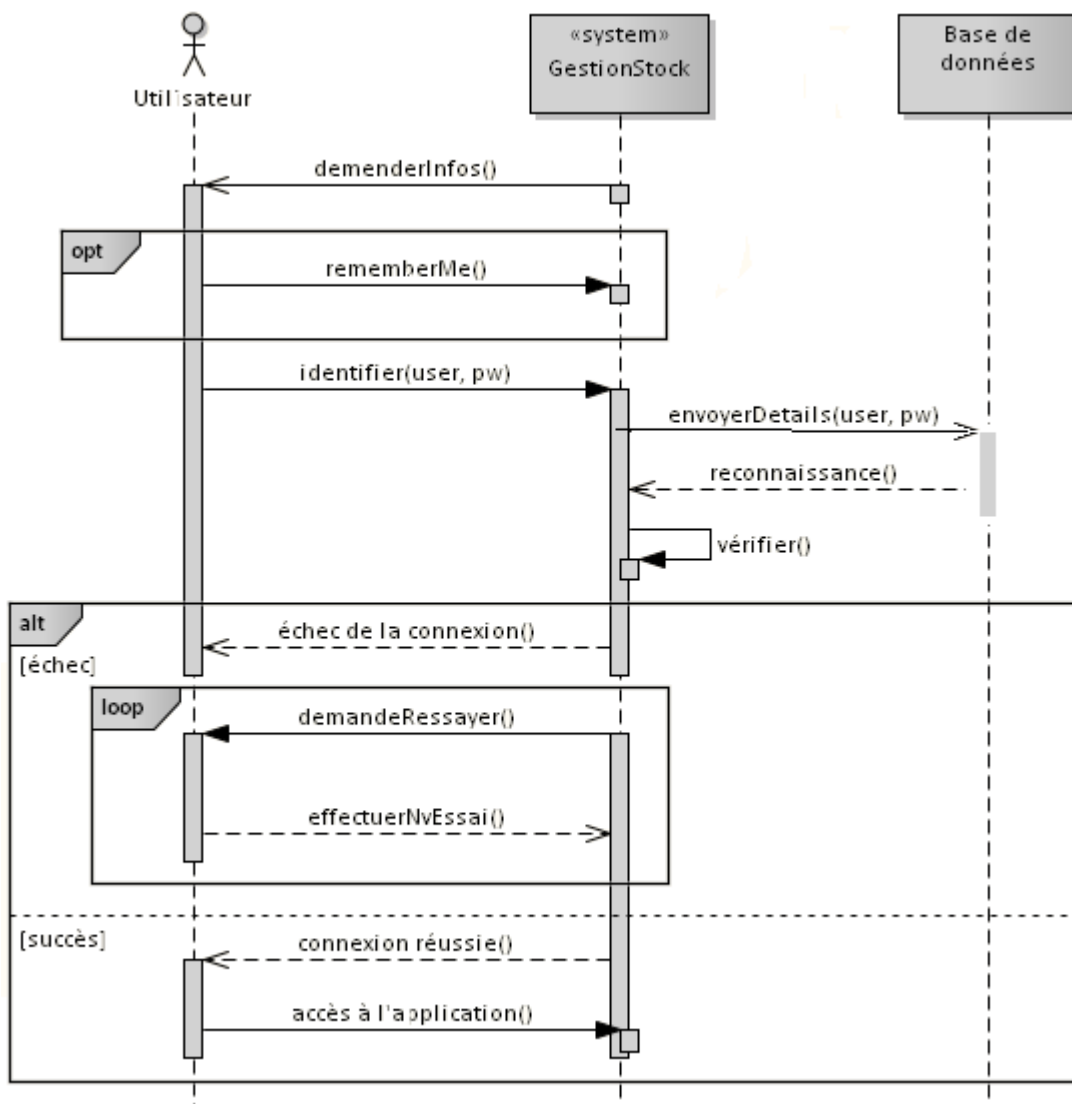 «system»
GestionStock
Base de
données
Utilisateur
demenderInfos()
opt
rememberMe()
identifier(user, pw)
envoyerDetails(user, pw)
reconnaissance()
vérifier()
alt
échec de la connexion()
[échec]
loop
demandeRessayer()
effectuerNvEssai()
[succès]
connexion réussie()
accès à l'application()